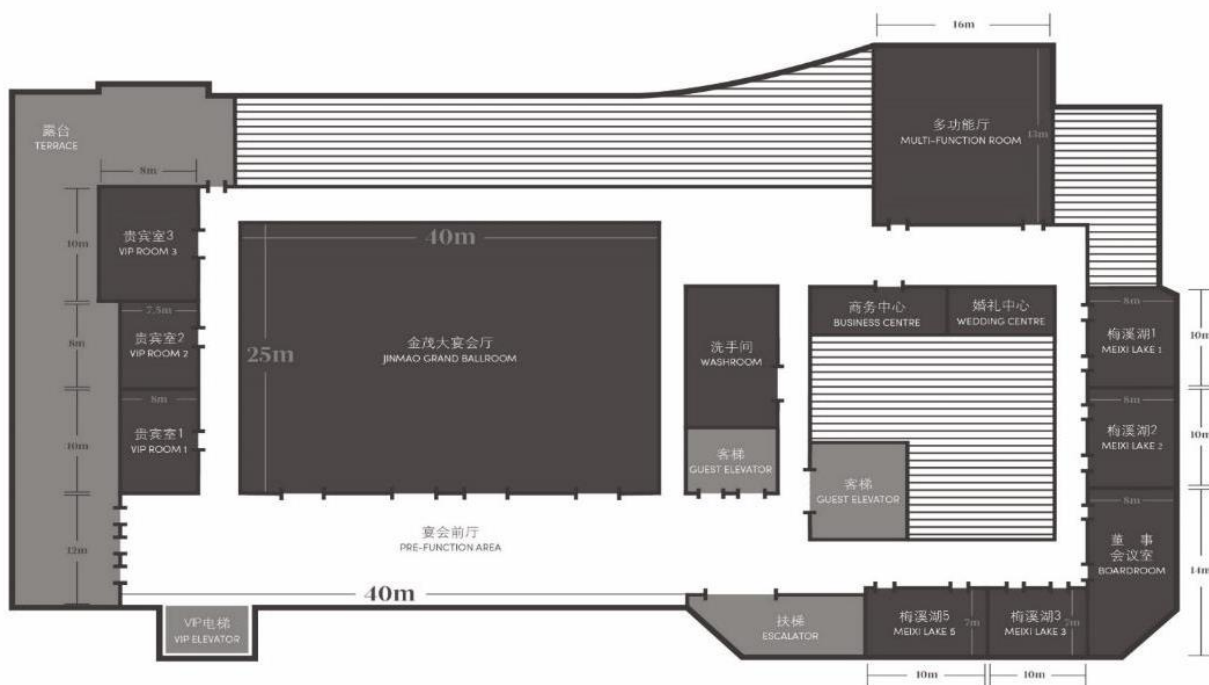 16m
露台
TERRACE
多功能厅
MULTI-FUNCTION ROOM
13m
8m
10m
贵宾室3
VIP ROOM 3
40m
25m
金茂大宴会厅
JINMAO GRAND BALLROOM
7.5m
8m
贵宾室2
VIP ROOM 2
8m
10m
贵宾室1
VIP ROOM 1
洗手间
WASHROOM
客梯
GUEST ELEVATOR
商务中心
BUSINESS CENTRE
婚礼中心
WEDDING CENTRE
客梯
GUEST ELEVATOR
8m
梅溪湖1
MEIXI LAKE 1
10m
8m
梅溪湖2
MEIXI LAKE 2
10m
8m
董 事
会议室
BOARDROOM
14m
12m
宴会前厅
PRE-FUNCTION AREA
40m
VIP电梯
VIP ELEVATOR
扶梯
ESCALATOR
梅溪湖5
MEIXI LAKE 5
7m
梅溪湖3
MEIXI LAKE 3
7m
10m
10m